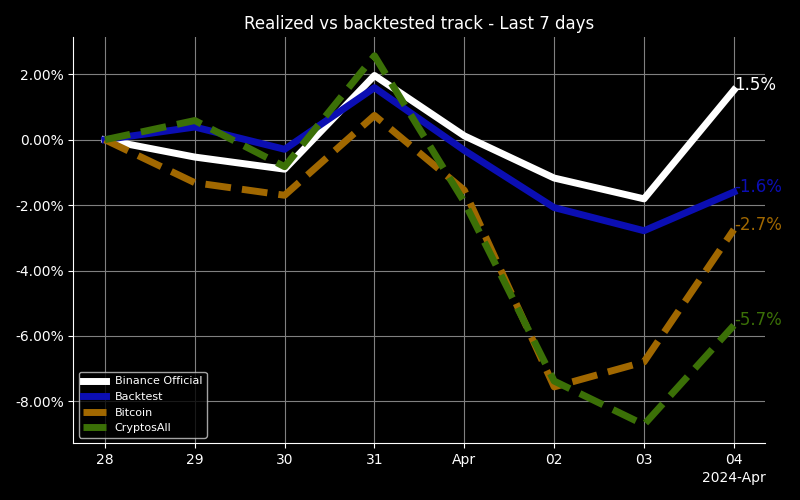 Realized vs backtested track - Last 7 days
2.00%
0.00%
-2.00%
-4.00%
-6.00%
-8.00%
1.5%
-1.6%
-2.7%
-5.7%
Binance Official
Backtest
Bitcoin
CryptosAll
28 29 30 31 Apr 02 03 04
2024-Apr